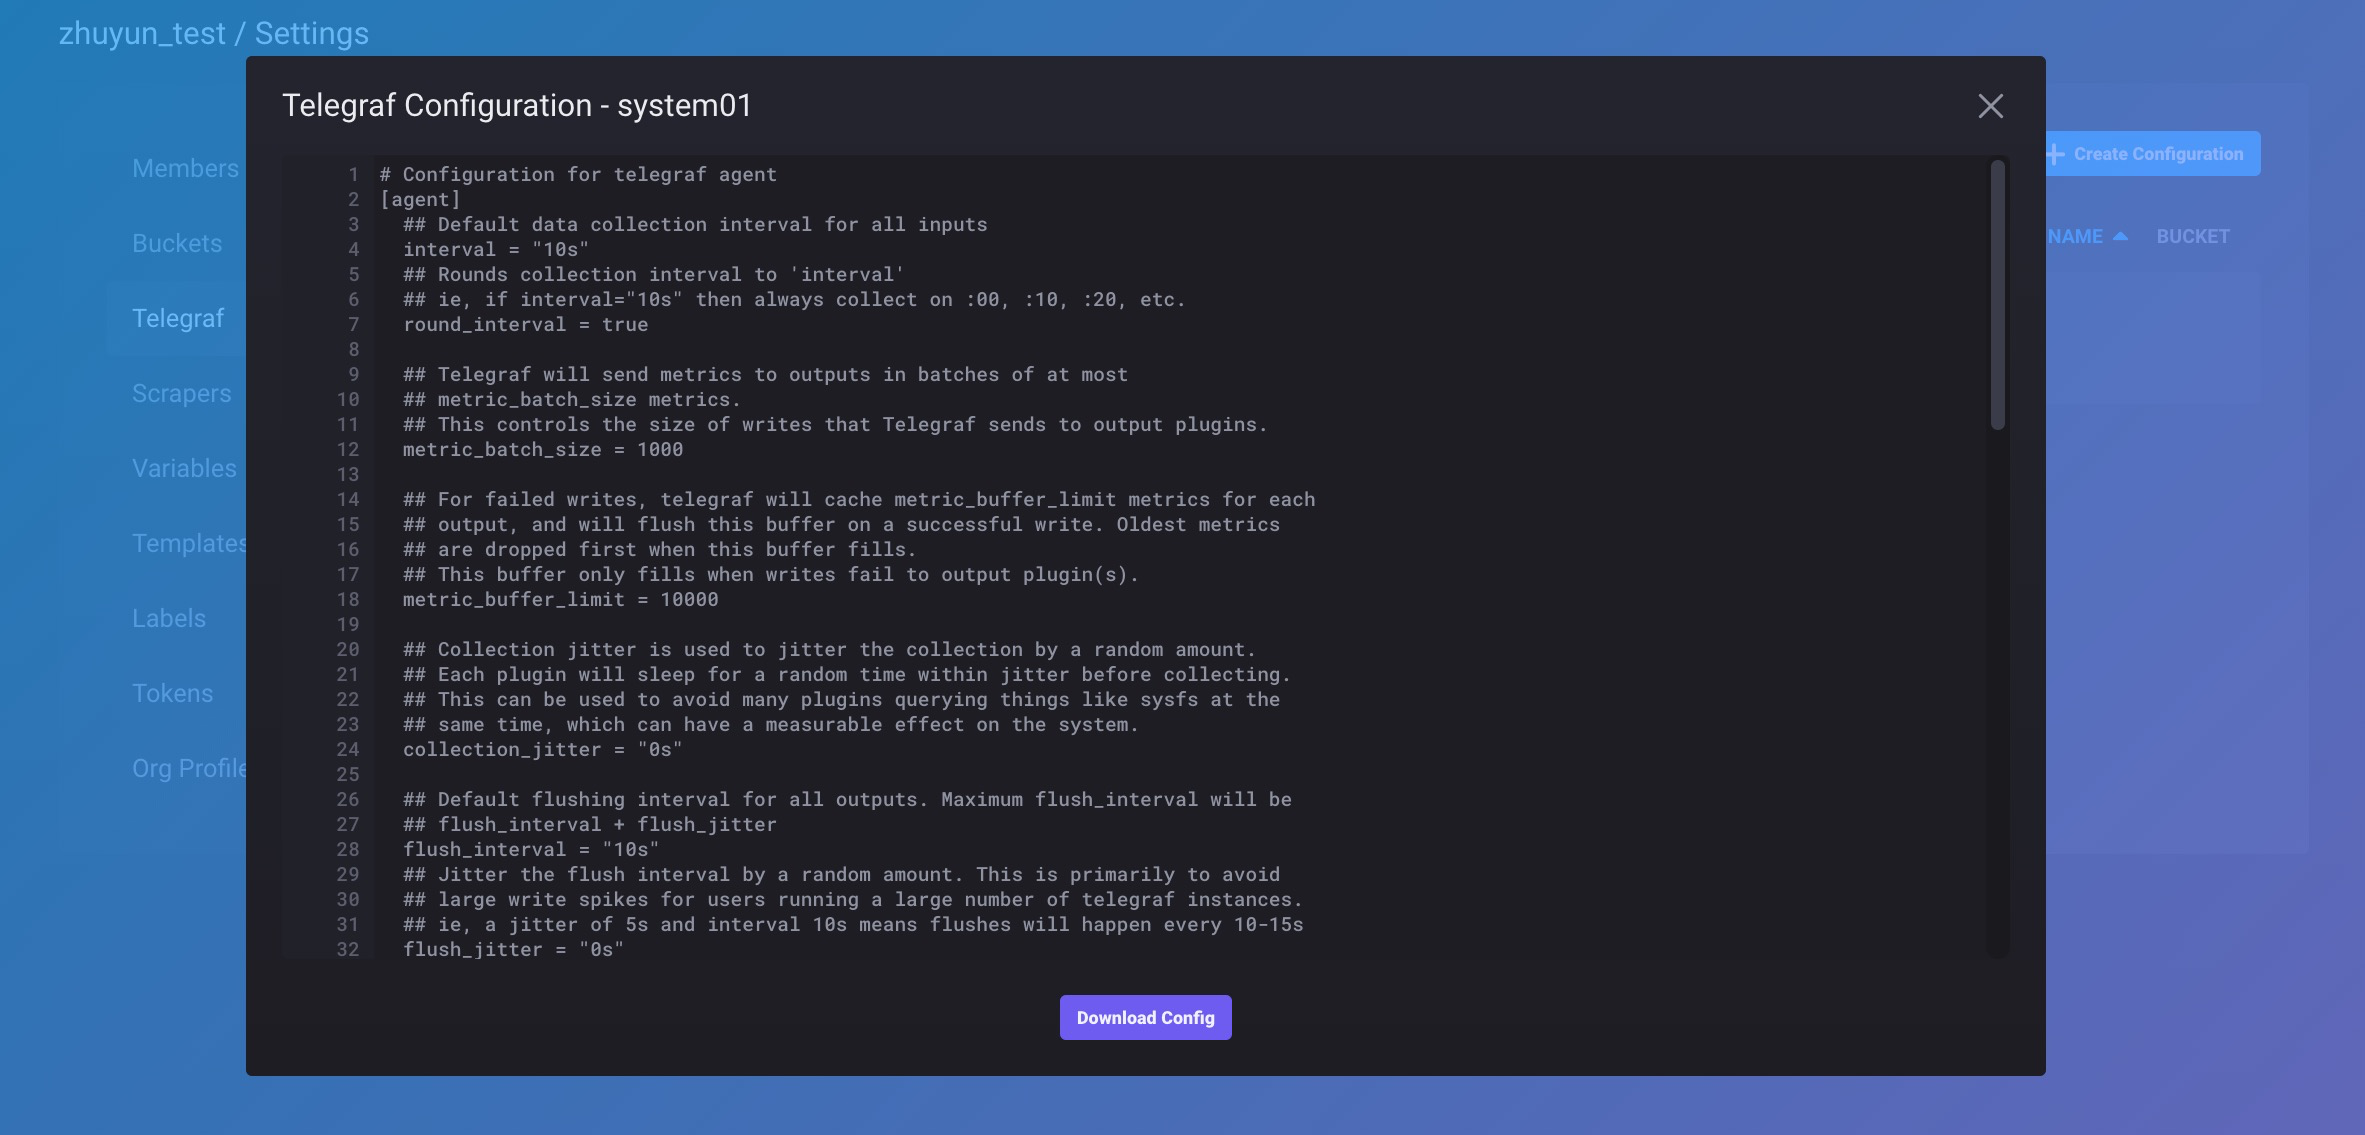 zhuyun_test / Settings
Telegraf Configuration - system01
Members
Buckets
Telegraf
Scrapers
Variables
Templates
Labels
Tokens
Org Profile
Create Configuration
NAME BUCKET
1 # Configuration for telegraf agent
2 [agent]
3 ## Default data collection interval for all inputs
4 interval = "10s"
5 ## Rounds collection interval to 'interval'
6 ## ie, if interval="10s" then always collect on :00, :10, :20, etc.
7 round_interval = true
8
9 ## Telegraf will send metrics to outputs in batches of at most
10 ## metric_batch_size metrics.
11 ## This controls the size of writes that Telegraf sends to output plugins.
12 metric_batch_size = 1000
13
14 ## For failed writes, telegraf will cache metric_buffer_limit metrics for each
15 ## output, and will flush this buffer on a successful write. Oldest metrics
16 ## are dropped first when this buffer fills.
17 ## This buffer only fills when writes fail to output plugin(s).
18 metric_buffer_limit = 10000
19
20 ## Collection jitter is used to jitter the collection by a random amount.
21 ## Each plugin will sleep for a random time within jitter before collecting.
22 ## This can be used to avoid many plugins querying things like sysfs at the
23 ## same time, which can have a measurable effect on the system.
24 collection_jitter = "0s"
25
26 ## Default flushing interval for all outputs. Maximum flush_interval will be
27 ## flush_interval + flush_jitter
28 flush_interval = "10s"
29 ## Jitter the flush interval by a random amount. This is primarily to avoid
30 ## large write spikes for users running a large number of telegraf instances.
31 ## ie, a jitter of 5s and interval 10s means flushes will happen every 10-15s
32 flush_jitter = "0s"
Download Config